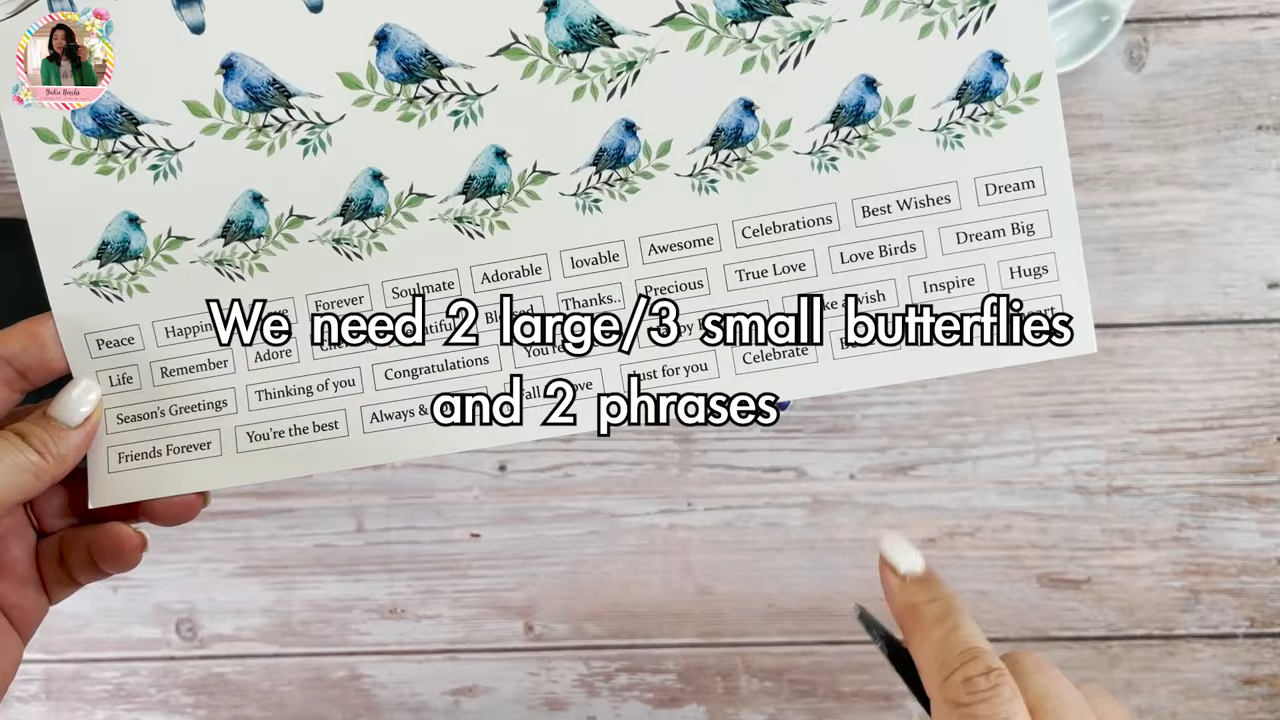 Dream
Best Wishes
Celebrations
Awesome
lovable
Adorable
Soulmate
Forever
Peace
Dream Big
Love Birds
True Love
Precious
Thanks..
Adore
Remember
Life
Hugs
Inspire
Congratulations
Thinking of you
Season's Greetings
Celebrate
Just for you
Always &
You're the best
Friends Forever
We need 2 large/3 small butterflies
and 2 phrases